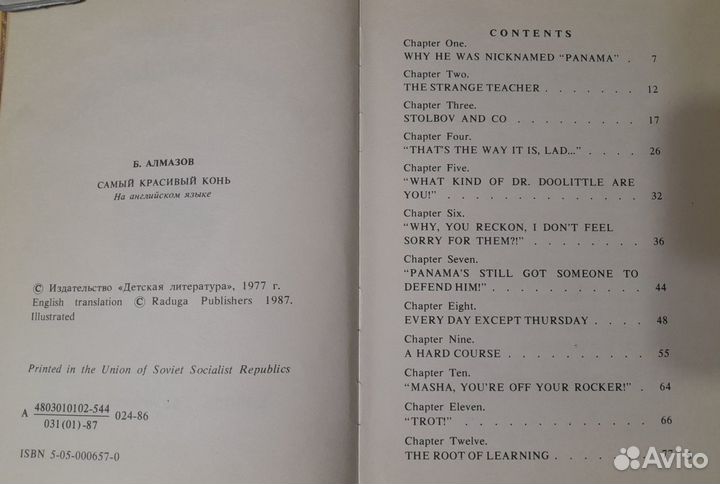 Б. АЛМАЗОВ
САМЫЙ КРАСИВЫЙ КОНЬ
На английском языке
© Издательство «Детская литература», 1977 г.
English translation © Raduga Publishers 1987.
Illustrated
Printed in the Union of Soviet Socialist Republics
А 4803010102-544 024-86
031(01)-87
ISBN 5-05-000657-0
CONTENTS
Chapter One.
WHY HE WAS NICKNAMED “PANAMA” . 7
Chapter Two.
THE STRANGE TEACHER . . . . . . . 12
Chapter Three.
STOLBOV AND CO . . . . . . . . . 17
Chapter Four.
“THAT'S THE WAY IT IS, LAD...” . . . . 26
Chapter Five.
“WHAT KIND OF DR. DOOLITTLE ARE
YOU!” . . . . . . . . . . . . . 32
Chapter Six.
“WHY, YOU RECKON, I DON'T FEEL
SORRY FOR THEM?!” . . . . . . . . 36
Chapter Seven.
“PANAMA'S STILL GOT SOMEONE TO
DEFEND HIM!” . . . . . . . . . . 44
Chapter Eight.
EVERY DAY EXCEPT THURSDAY . . . . 48
Chapter Nine.
A HARD COURSE . . . . . . . . . . 55
Chapter Ten.
“MASHA, YOU'RE OFF YOUR ROCKER!” . 64
Chapter Eleven.
“TROT!” . . . . . . . . . . . . 66
Chapter Twelve.
THE ROOT OF LEARNING . . . . . . .
Avito